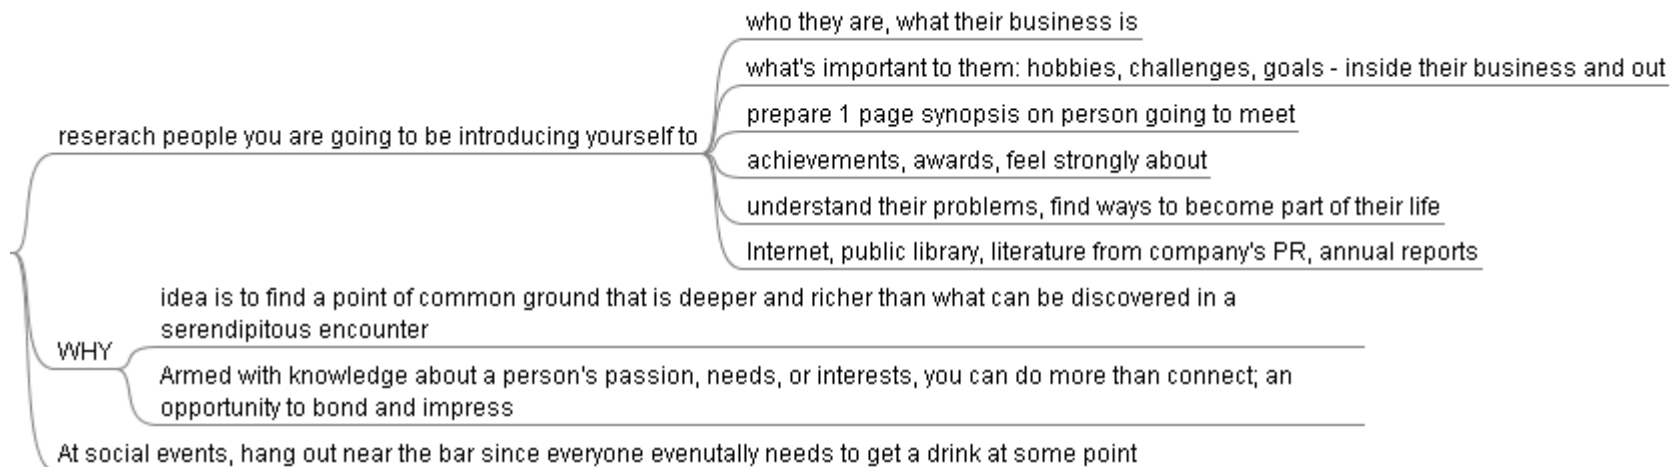 who they are, what their business is
what's important to them: hobbies, challenges, goals - inside their business and out
prepare 1 page synopsis on person going to meet
reserach people you are going to be introducing yourself to
achievements, awards, feel strongly about
understand their problems, find ways to become part of their life
Internet, public library, literature from company's PR, annual reports
idea is to find a point of common ground that is deeper and richer than what can be discovered in a
serendipitous encounter
WHY
Armed with knowledge about a person's passion, needs, or interests, you can do more than connect; an
opportunity to bond and impress
At social events, hang out near the bar since everyone evenutally needs to get a drink at some point